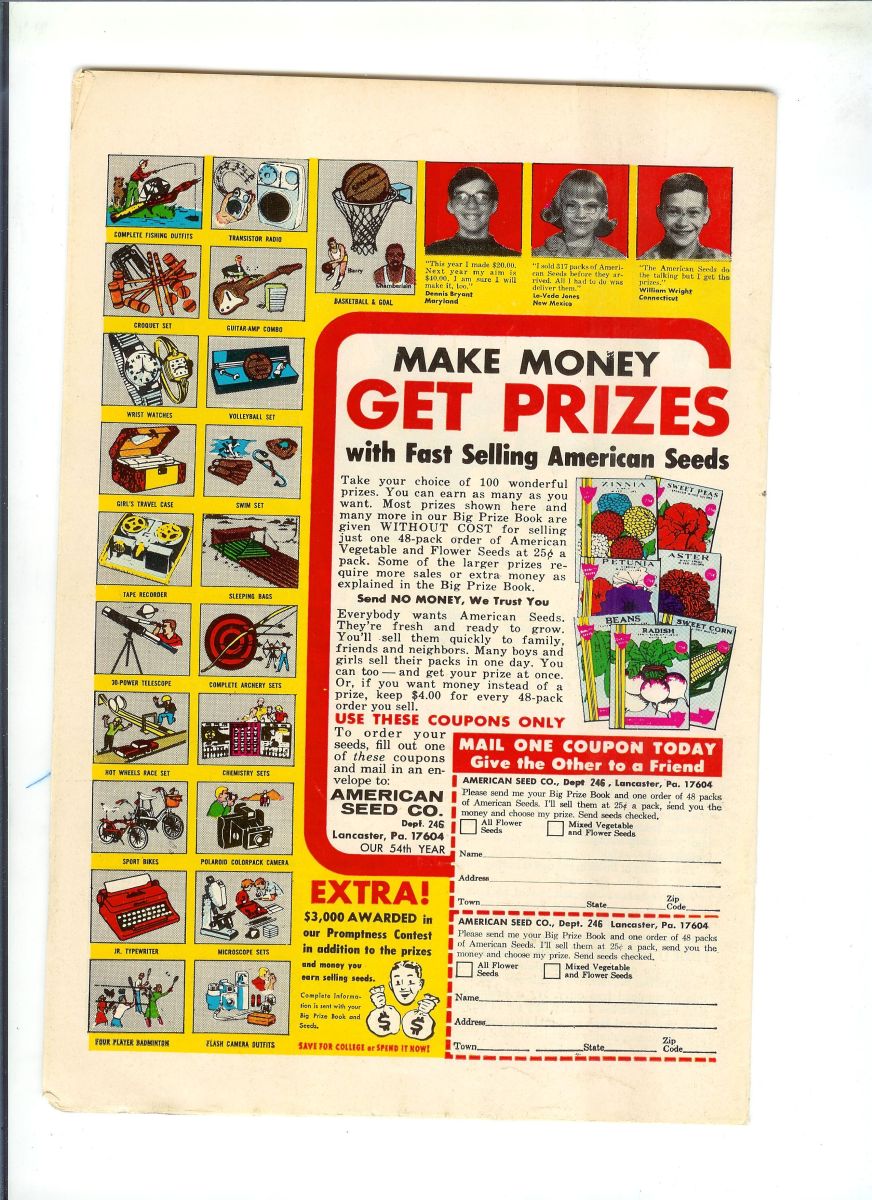 COMPLETE FISHING OUTFITS
TRANSISTOR RADIO
CROQUET SET
GUITAR-AMP COMBO
WRIST WATCHES
VOLLEYBALL SET
GIRL'S TRAVEL CASE
SWIM SET
TAPE RECORDER
SLEEPING BAGS
30-POWER TELESCOPE
COMPLETE ARCHERY SETS
HOT WHEELS RACE SET
CHEMISTRY SETS
SPORT BIKES
POLAROID COLORPACK CAMERA
JR. TYPEWRITER
MICROSCOPE SETS
FOUR PLAYER BADMINTON
FLASH CAMERA OUTFITS
Barry
Chamberlain
BASKETBALL & GOAL
"This year I made $20.00.
Next year my aim is
$40.00. I am sure I will
make it, too."
Dennis Bryant
Maryland
"I sold 317 packs of Ameri-
can Seeds before they ar-
rived. All I had to do was
deliver them."
La-Veda Jones
New Mexico
"The American Seeds do
the talking but I get the
prizes."
William Wright
Connecticut
MAKE MONEY
GET PRIZES
with Fast Selling American Seeds
Take your choice of 100 wonderful
prizes. You can earn as many as you
want. Most prizes shown here and
many more in our Big Prize Book are
given WITHOUT COST for selling
just one 48-pack order of American
Vegetable and Flower Seeds at 25¢ a
pack. Some of the larger prizes re-
quire more sales or extra money as
explained in the Big Prize Book.
Send NO MONEY, We Trust You
Everybody wants American Seeds.
They're fresh and ready to grow.
You'll sell them quickly to family,
friends and neighbors. Many boys and
girls sell their packs in one day. You
can too — and get your prize at once.
Or, if you want money instead of a
prize, keep $4.00 for every 48-pack
order you sell.
USE THESE COUPONS ONLY
To order your
seeds, fill out one
of these coupons
and mail in an en-
velope to:
AMERICAN
SEED CO.
Dept. 246
Lancaster, Pa. 17604
OUR 54th YEAR
ZINNIA
SWEET PEAS
PETUNIA
ASTER
BEANS
RADISH
SWEET CORN
MAIL ONE COUPON TODAY
Give the Other to a Friend
AMERICAN SEED CO., Dept 246 , Lancaster, Pa. 17604
Please send me your Big Prize Book and one order of 48 packs
of American Seeds. I'll sell them at 25¢ a pack, send you the
money and choose my prize. Send seeds checked.
All Flower
Seeds
Mixed Vegetable
and Flower Seeds
Name
Address
Town State Zip Code
AMERICAN SEED CO., Dept. 246 Lancaster, Pa. 17604
Please send me your Big Prize Book and one order of 48 packs
of American Seeds. I'll sell them at 25¢ a pack, send you the
money and choose my prize. Send seeds checked.
All Flower
Seeds
Mixed Vegetable
and Flower Seeds
Name
Address
Town State Zip Code
EXTRA!
$3,000 AWARDED in
our Promptness Contest
in addition to the prizes
and money you
earn selling seeds.
Complete Informa-
tion is sent with your
Big Prize Book and
Seeds.
$ $
SAVE FOR COLLEGE or SPEND IT NOW!